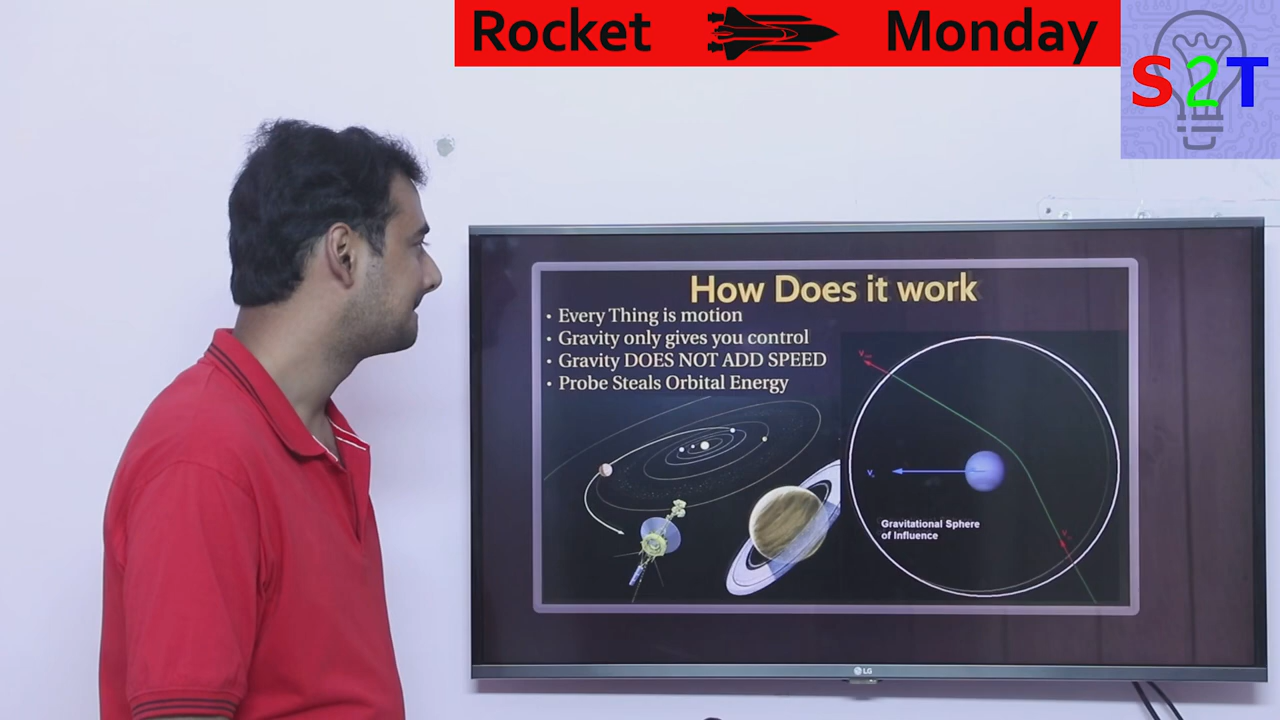 Rocket Monday
S2T
How Does it work
• Every Thing is motion
• Gravity only gives you control
• Gravity DOES NOT ADD SPEED
• Probe Steals Orbital Energy
Gravitational Sphere
of Influence
LG